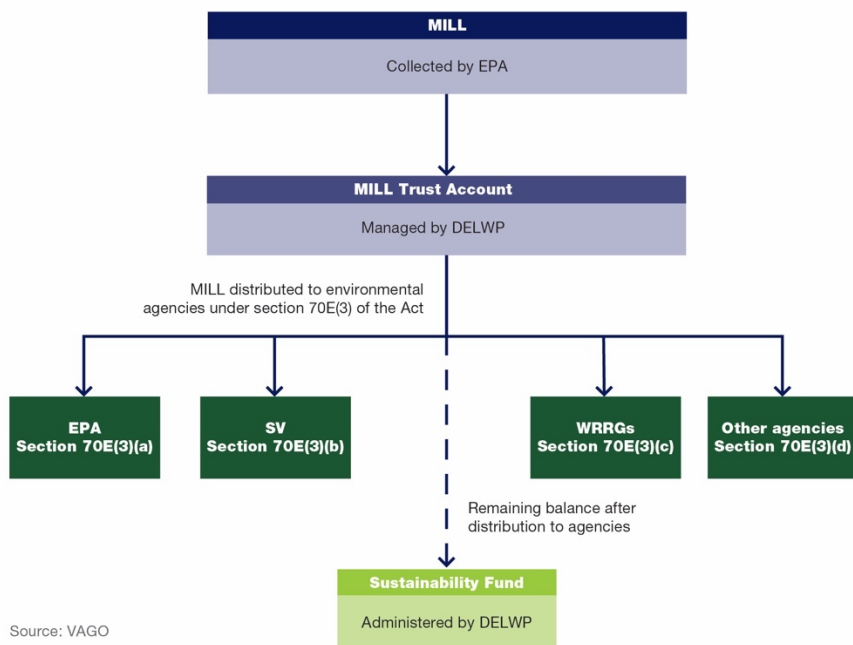 MILL
Collected by EPA
MILL Trust Account
Managed by DELWP
MILL distributed to environmental
agencies under section 70E(3) of the Act
EPA
Section 70E(3)(a)
SV
Section 70E(3)(b)
WRRGs
Section 70E(3)(c)
Other agencies
Section 70E(3)(d)
Remaining balance after
distribution to agencies
Sustainability Fund
Administered by DELWP
Source: VAGO